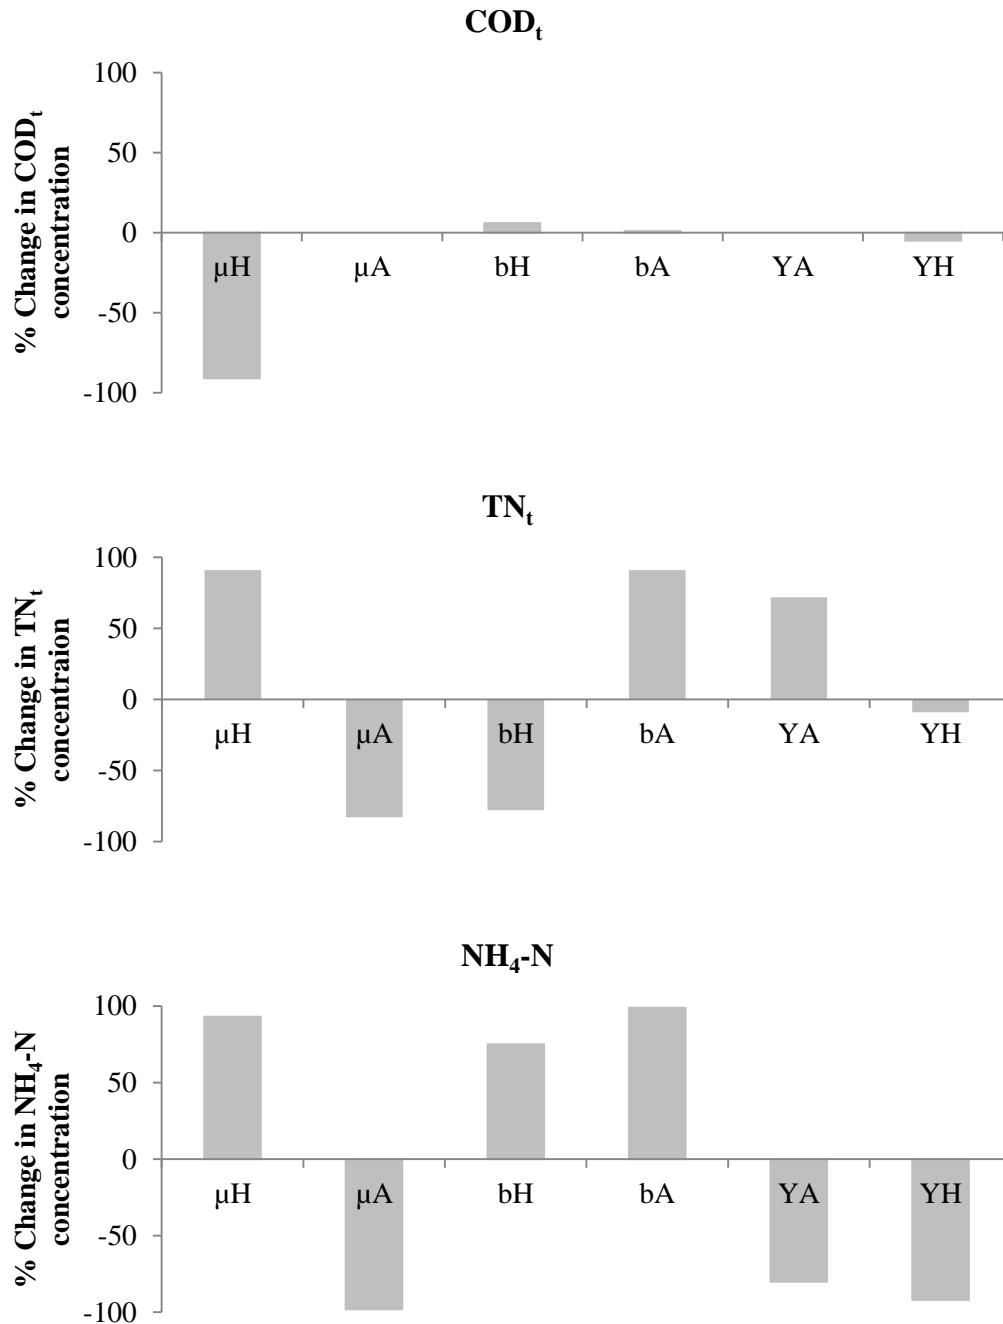 CODt
% Change in CODt
concentration
100
50
0
-50
-100
µH µA bH bA YA YH
TNt
% Change in TNt
concentraion
100
50
0
-50
-100
µH µA bH bA YA YH
NH4-N
% Change in NH4-N
concentration
100
50
0
-50
-100
µH µA bH bA YA YH